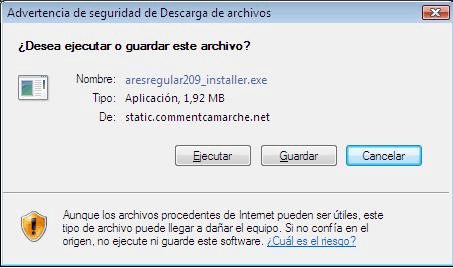 Advertencia de seguridad de Descarga de archivos
¿Desea ejecutar o guardar este archivo?
Nombre: aresregular209_installer.exe
Tipo: Aplicación, 1,92 MB
De: static.commentcamarche.net
Ejecutar Guardar Cancelar
Aunque los archivos procedentes de Internet pueden ser útiles, este
tipo de archivo puede llegar a dañar el equipo. Si no confía en el
origen, no ejecute ni guarde este software. ¿Cuál es el riesgo?